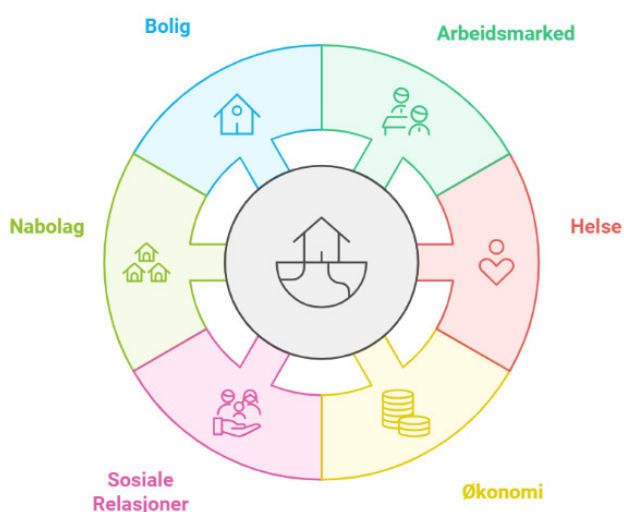 Bolig
Arbeidsmarked
Nabolag
Helse
Sosiale
Relasjoner
Økonomi